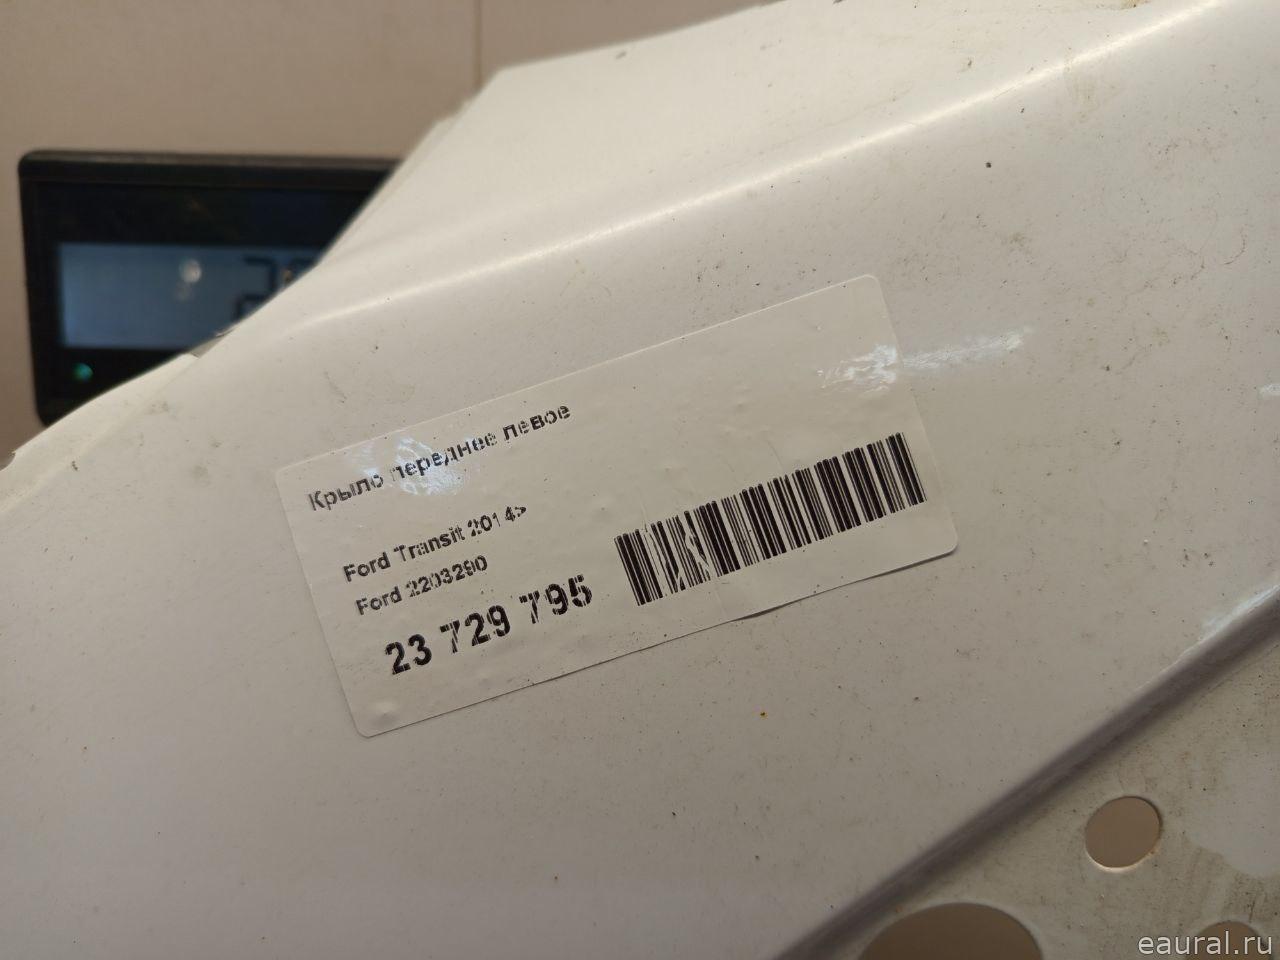 Крыло переднее левое
Ford Transit 2014>
Ford 2203290
23 729 795
eaural.ru